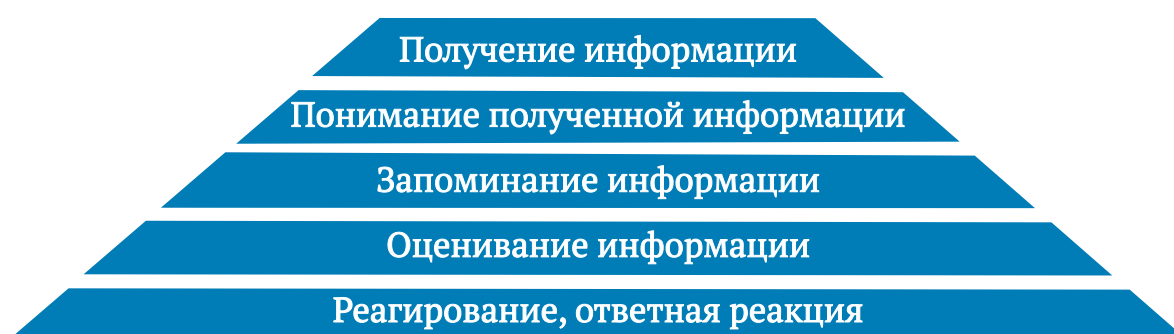 Получение информации
Понимание полученной информации
Запоминание информации
Оценивание информации
Реагирование, ответная реакция